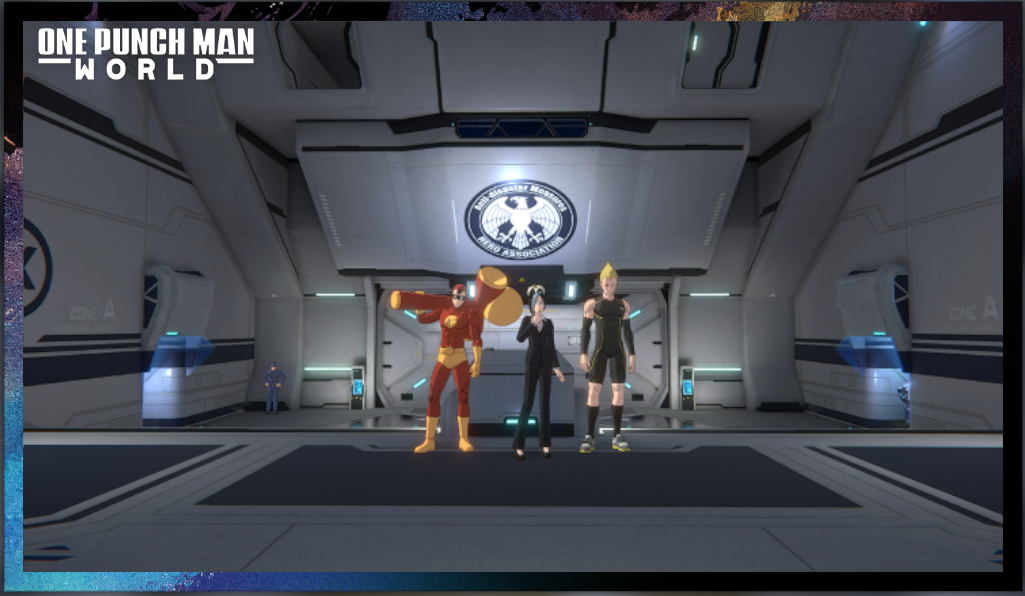 ONE PUNCH MAN
WORLD
Anti-disaster Measures
HERO ASSOCIATION
ZONE A
ZONE A